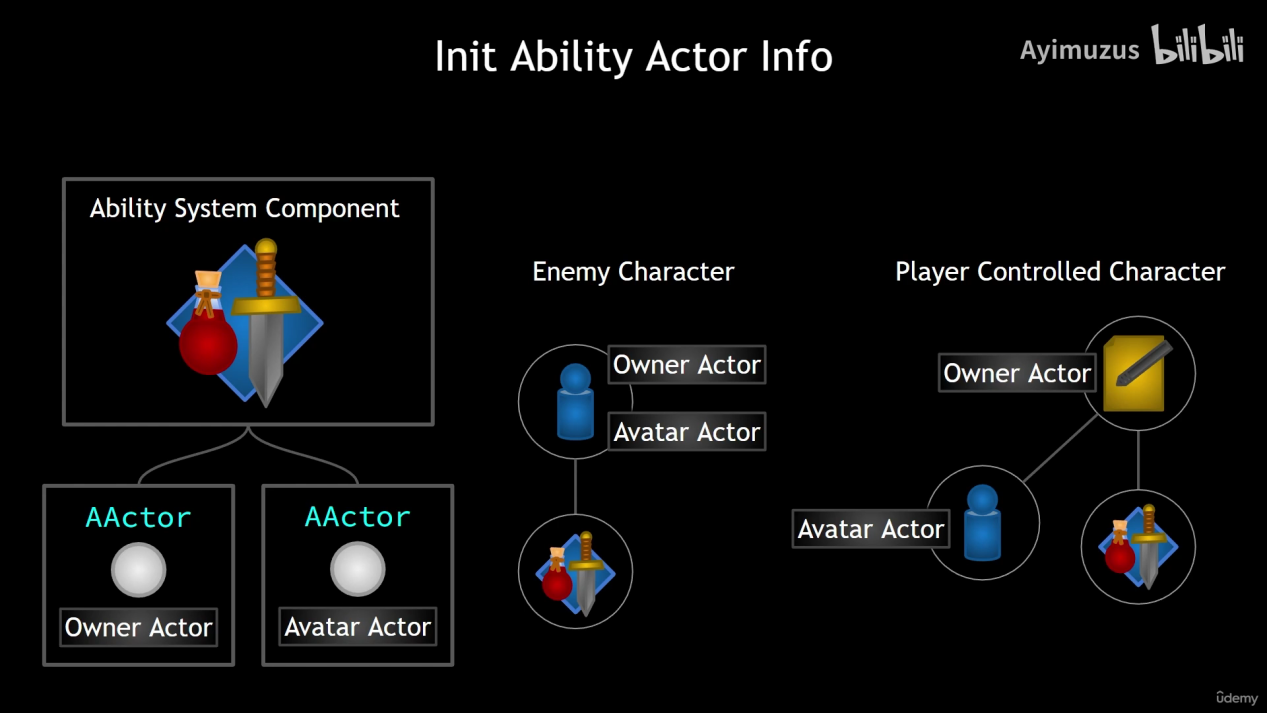 Init Ability Actor Info
Ayimuzus bilibili
Ability System Component
AActor
Owner Actor
AActor
Avatar Actor
Enemy Character
Owner Actor
Avatar Actor
Player Controlled Character
Owner Actor
Avatar Actor
ûdemy